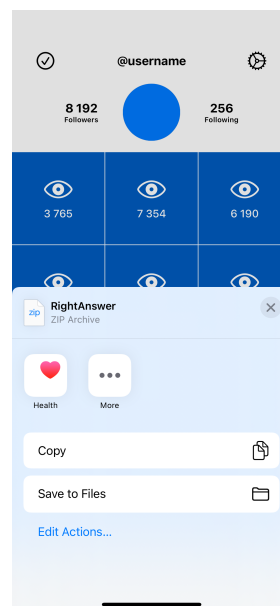 @username
8 192
Followers
256
Following
3 765
7 354
6 190
zip
RightAnswer
ZIP Archive
Health
More
Copy
Save to Files
Edit Actions...